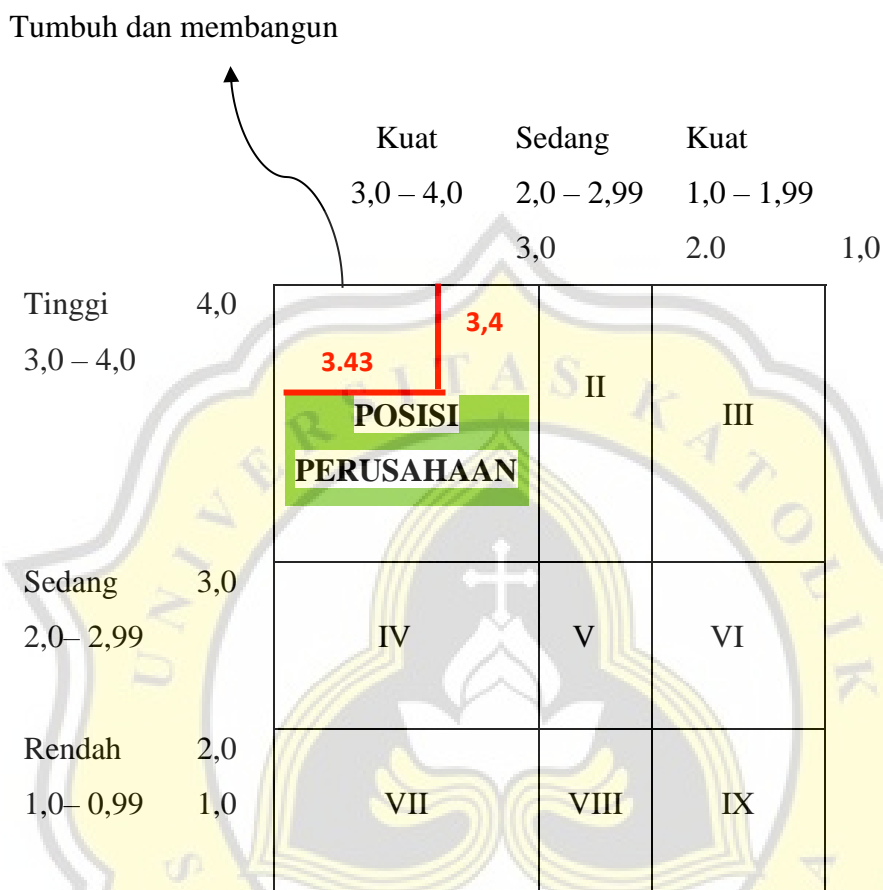 Tumbuh dan membangun
Kuat Sedang Kuat
3,0 – 4,0 2,0 – 2,99 1,0 – 1,99
3,0 2.0 1,0
Tinggi 4,0
3,4
3,0 – 4,0
3.43
II
POSISI
III
PERUSAHAAN
Sedang 3,0
2,0– 2,99
IV V VI
Rendah 2,0
1,0– 0,99 1,0
VII VIII IX
UNIVERSITAS KATOLIK